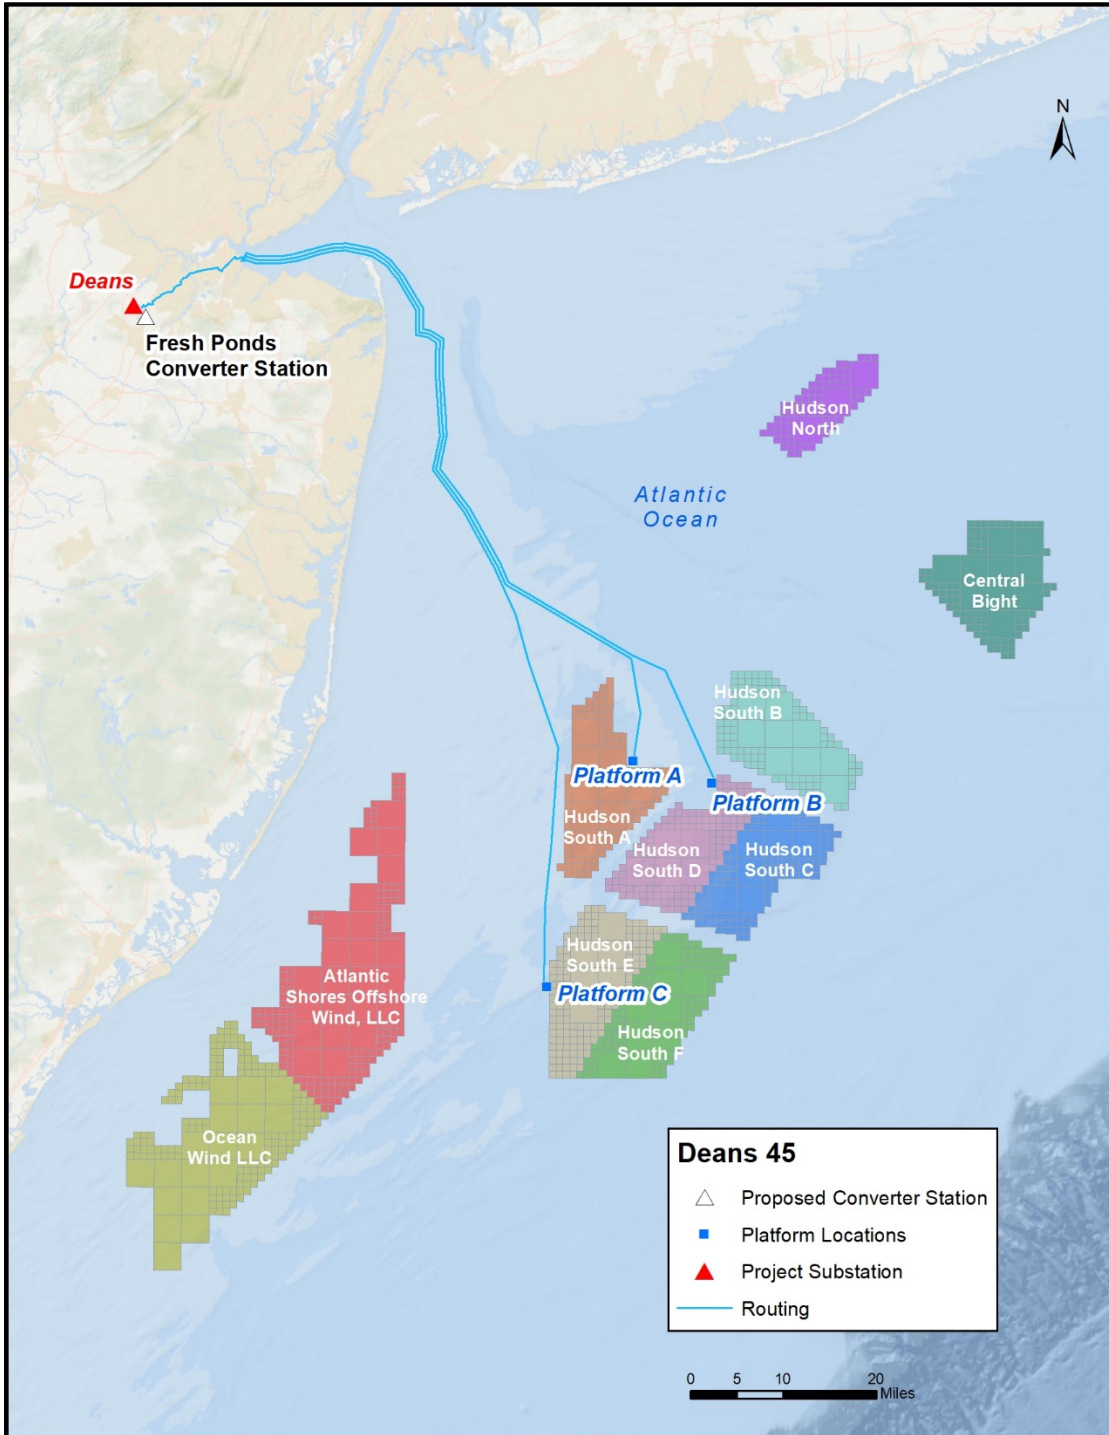 N
Deans
Fresh Ponds
Converter Station
Hudson
North
Atlantic
Ocean
Central
Bight
Hudson
South B
Platform A
Platform B
Hudson
South A
Hudson
South D
Hudson
South C
Hudson
South E
Platform C
Atlantic
Shores Offshore
Wind, LLC
Hudson
South F
Ocean
Wind LLC
Deans 45
Proposed Converter Station
Platform Locations
Project Substation
Routing
0 5 10 20
Miles